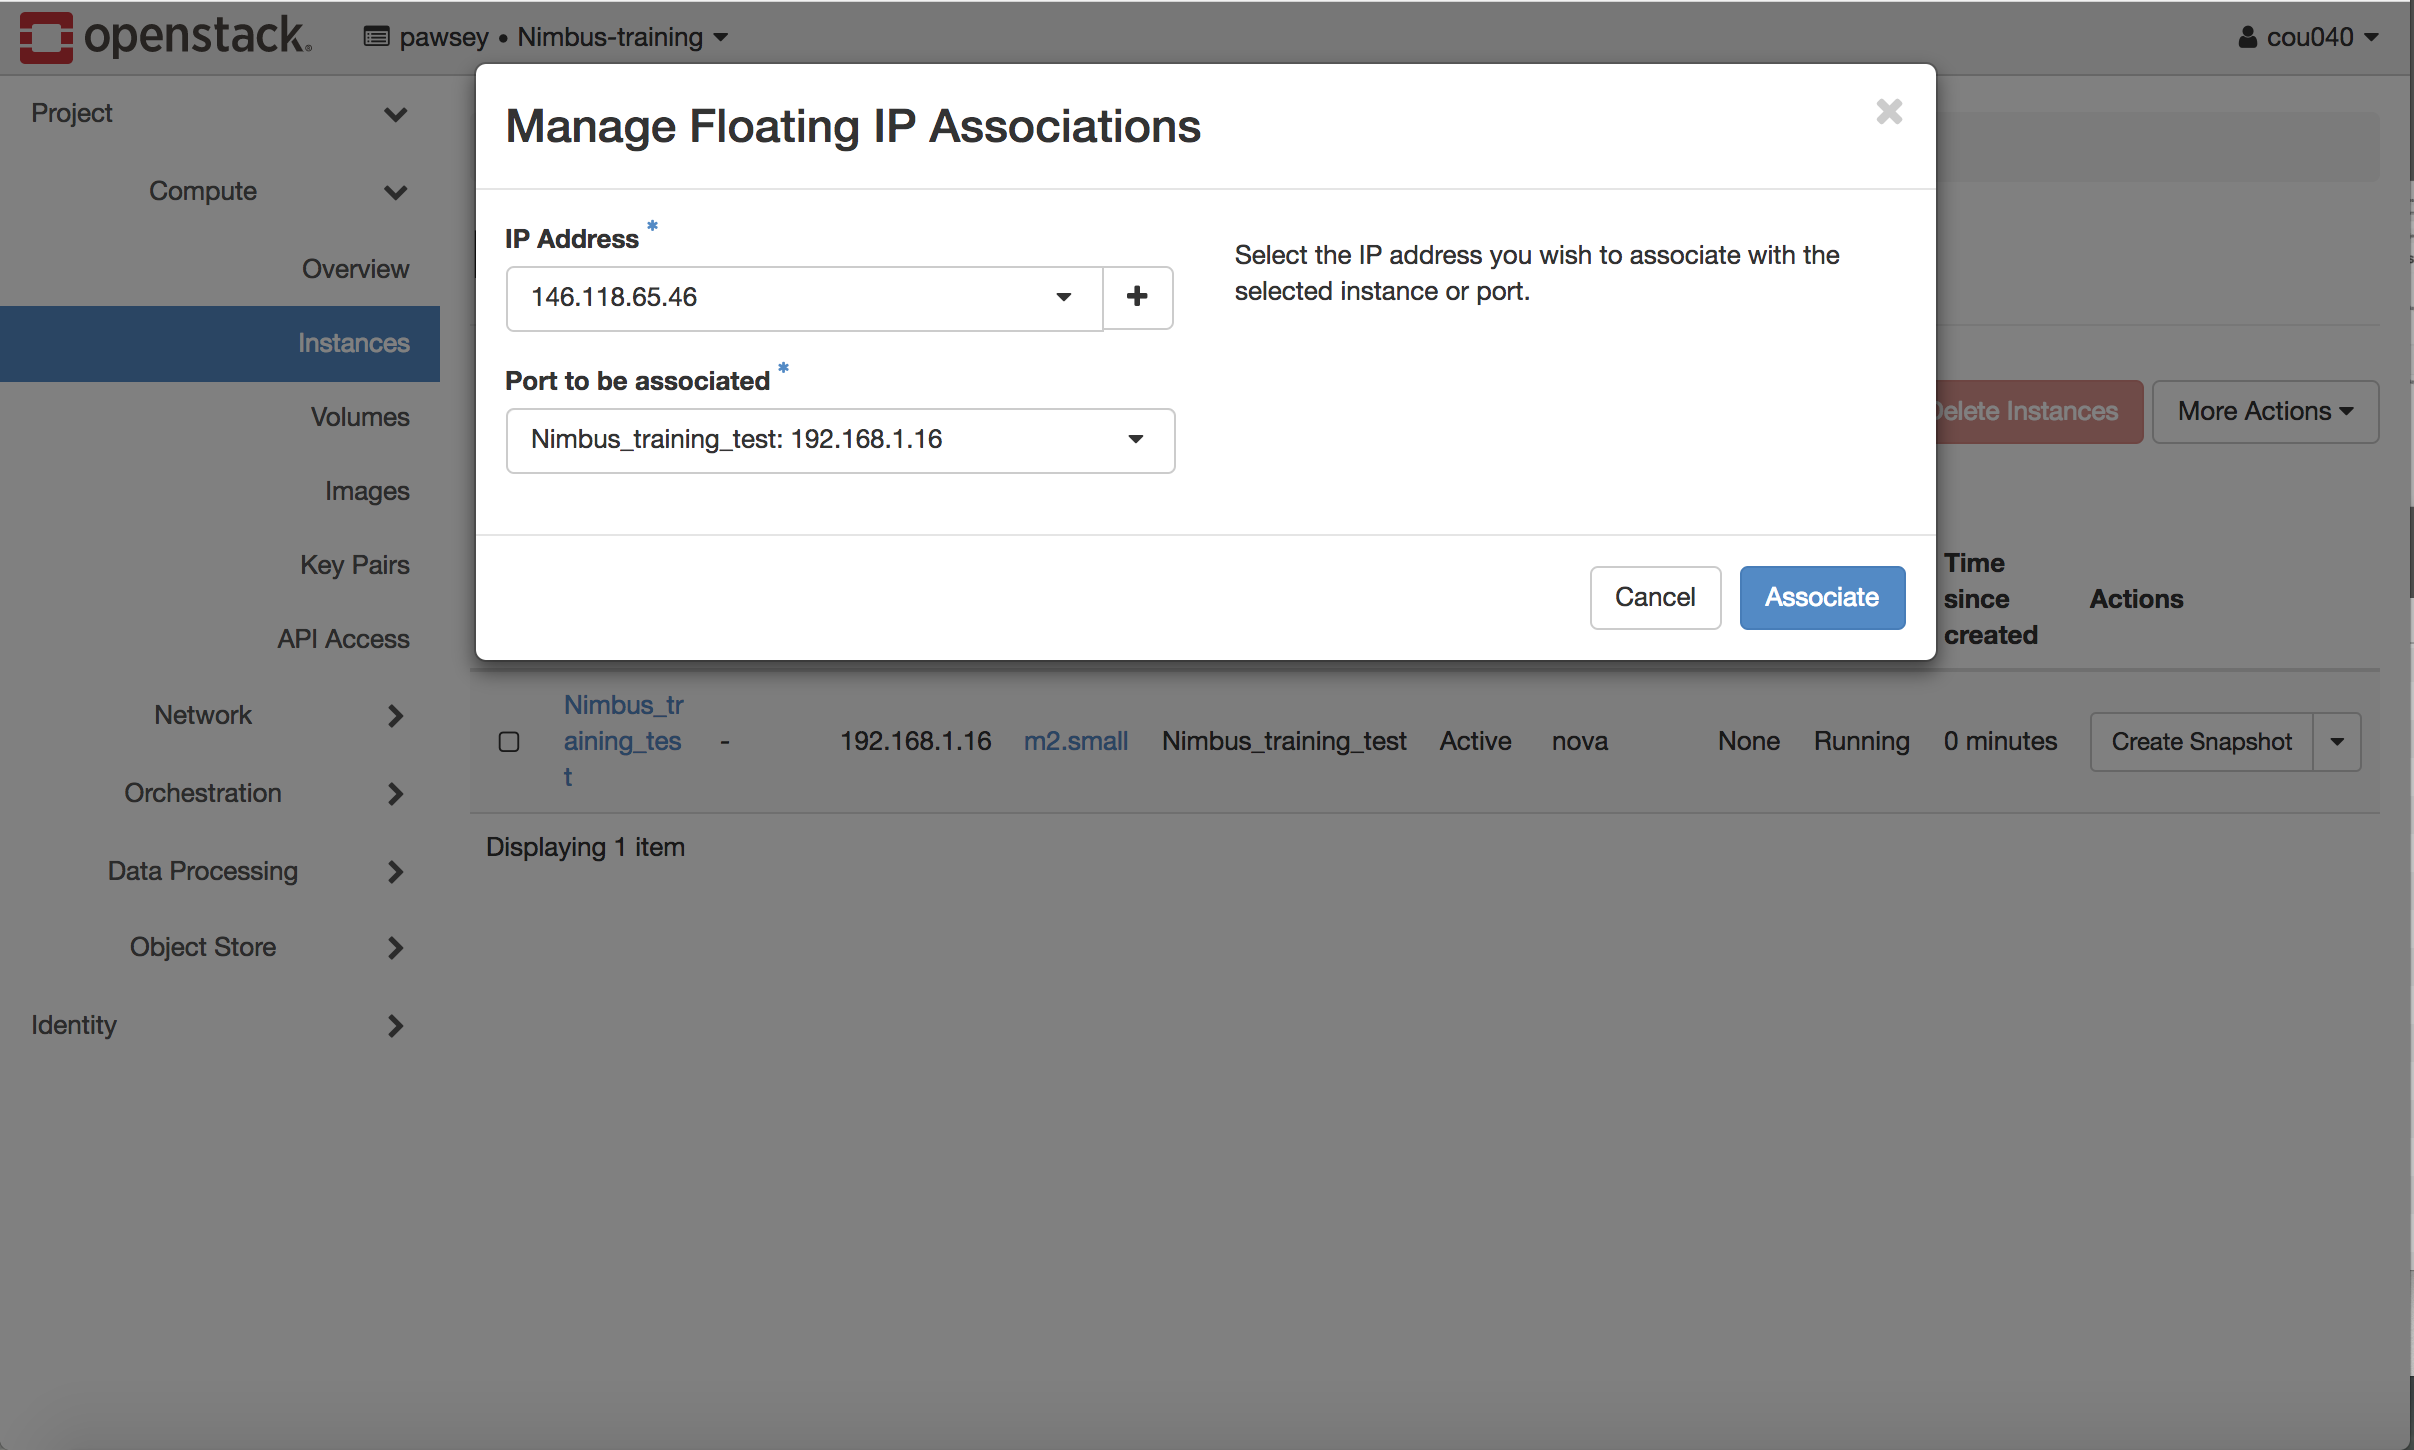 openstack.
pawsey • Nimbus-training
cou040
Project
Compute
Overview
Instances
Volumes
Images
Key Pairs
API Access
Network
Orchestration
Data Processing
Object Store
Identity
Manage Floating IP Associations
IP Address *
146.118.65.46
Port to be associated *
Nimbus_training_test: 192.168.1.16
Select the IP address you wish to associate with the
selected instance or port.
Cancel
Associate
Delete Instances
More Actions
Time
since
created
Actions
Nimbus_tr
aining_tes
t
-
192.168.1.16
m2.small
Nimbus_training_test
Active
nova
None
Running
0 minutes
Create Snapshot
Displaying 1 item